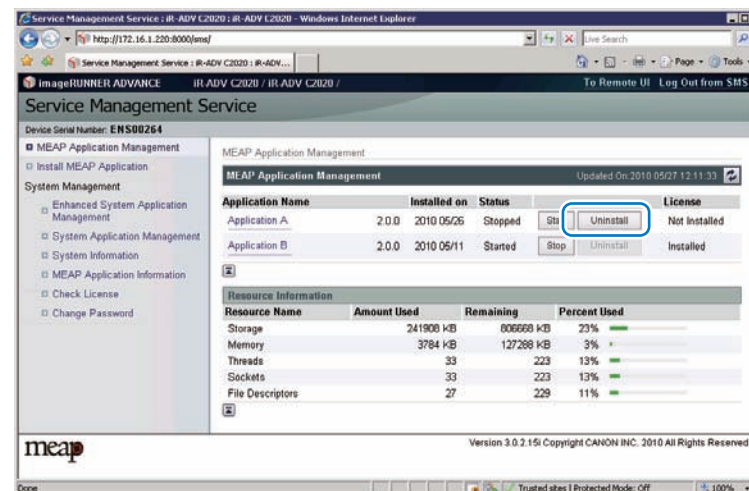 Service Management Service : iR-ADV C2020 : iR-ADV C2020 - Windows Internet Explorer
http://172.16.1.220:8000/sms/
Live Search
Service Management Service : iR-ADV C2020 : iR-ADV...
Page
Tools
imageRUNNER ADVANCE iR-ADV C2020 / iR-ADV C2020 / To Remote UI Log Out from SMS
Service Management Service
Device Serial Number: ENS00264
MEAP Application Management
Install MEAP Application
System Management
Enhanced System Application Management
System Application Management
System Information
MEAP Application Information
Check License
Change Password
MEAP Application Management
MEAP Application Management Updated On:2010 05/27 12:11:33
Application Name Installed on Status License
Application A 2.0.0 2010 05/26 Stopped Sta Uninstall Not Installed
Application B 2.0.0 2010 05/11 Started Stop Uninstall Installed
Resource Information
Resource Name Amount Used Remaining Percent Used
Storage 241908 KB 806668 KB 23%
Memory 3784 KB 127288 KB 3%
Threads 33 223 13%
Sockets 33 223 13%
File Descriptors 27 229 11%
meap
Version 3.0.2.15i Copyright CANON INC. 2010 All Rights Reserved
Done Trusted sites | Protected Mode: Off 100%